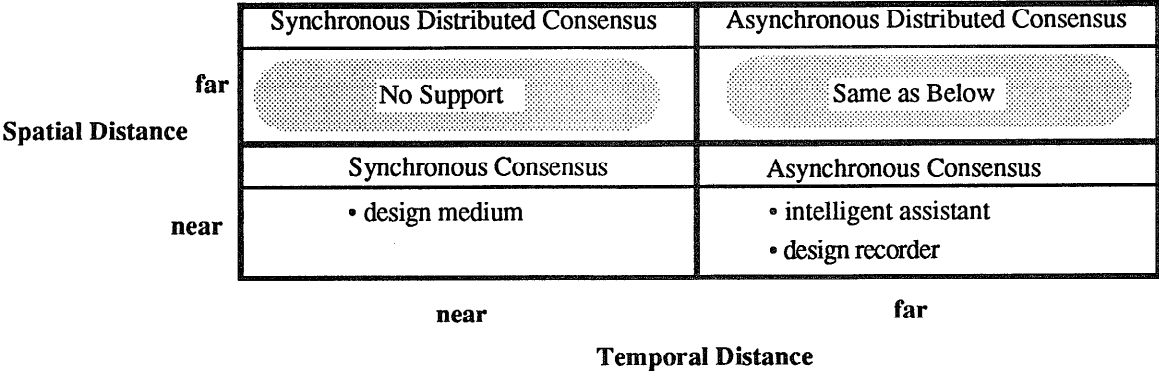 Synchronous Distributed Consensus
Asynchronous Distributed Consensus
far
No Support
Same as Below
Spatial Distance
Synchronous Consensus
Asynchronous Consensus
near
• design medium
• intelligent assistant
• design recorder
near
far
Temporal Distance